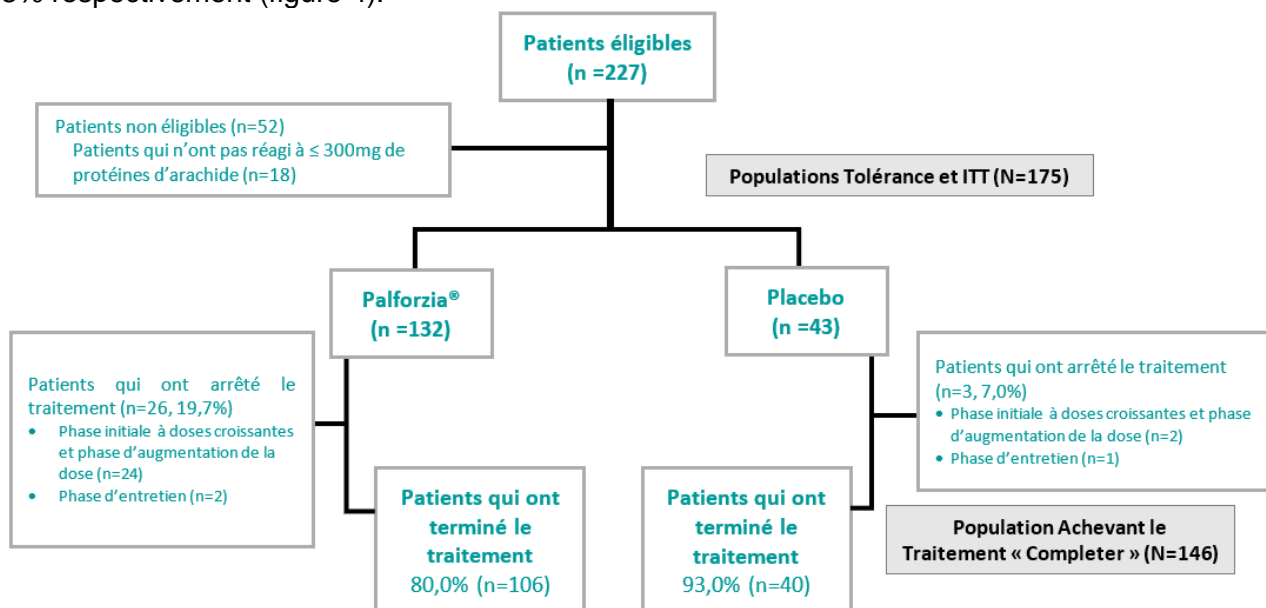 Patients éligibles
(n =227)
Patients non éligibles (n=52)
Patients qui n’ont pas réagi à ≤ 300mg de
protéines d’arachide (n=18)
Populations Tolérance et ITT (N=175)
Palforzia®
(n =132)
Placebo
(n =43)
Patients qui ont arrêté le
traitement (n=26, 19,7%)
• Phase initiale à doses croissantes
et phase d’augmentation de la
dose (n=24)
• Phase d’entretien (n=2)
Patients qui ont arrêté le traitement
(n=3, 7,0%)
• Phase initiale à doses croissantes et phase
d’augmentation de la dose (n=2)
• Phase d’entretien (n=1)
Patients qui ont
terminé le
traitement
80,0% (n=106)
Patients qui ont
terminé le
traitement
93,0% (n=40)
Population Achevant le
Traitement « Completer » (N=146)